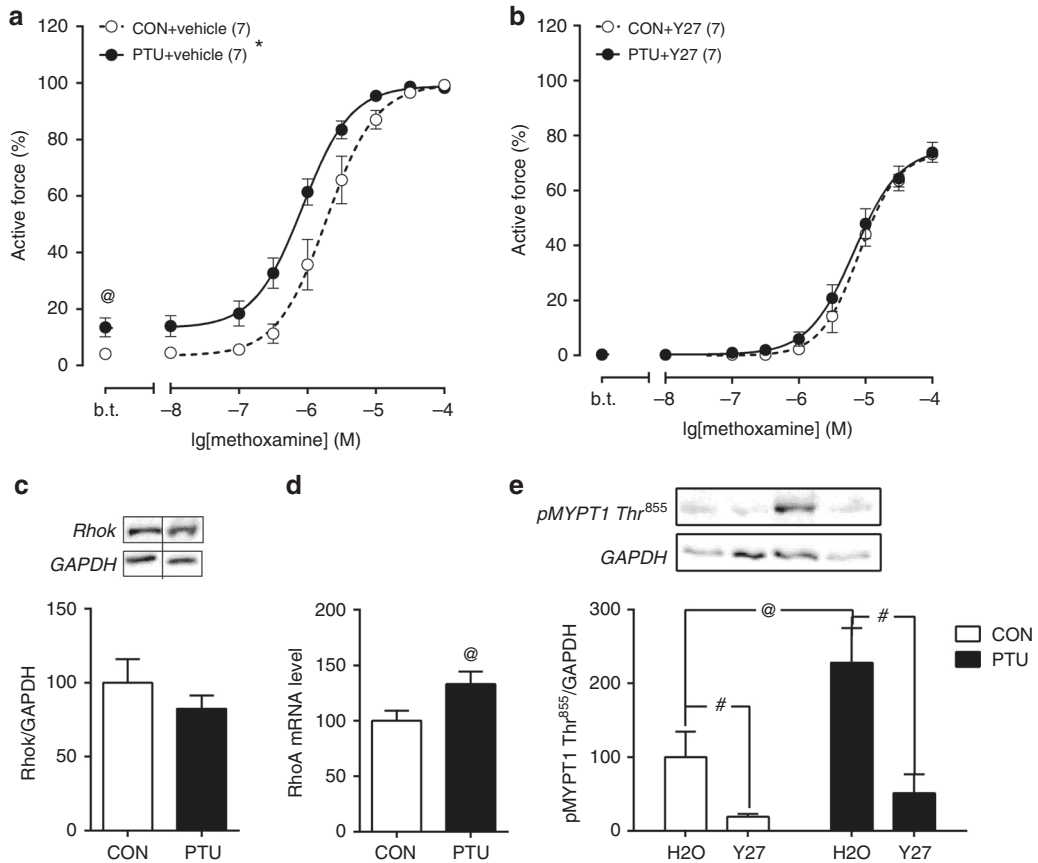 a
120
100
80
60
40
20
0
Active force (%)
CON+vehicle (7)
PTU+vehicle (7) *
@
b.t. –8 –7 –6 –5 –4
lg[methoxamine] (M)
b
120
100
80
60
40
20
0
Active force (%)
CON+Y27 (7)
PTU+Y27 (7)
b.t. –8 –7 –6 –5 –4
lg[methoxamine] (M)
c
Rhok
GAPDH
150
100
50
0
Rhok/GAPDH
CON PTU
d
200
150
100
50
0
RhoA mRNA level
@
CON PTU
e
pMYPT1 Thr⁸⁵⁵
GAPDH
300
200
100
0
pMYPT1 Thr⁸⁵⁵/GAPDH
@
#
#
CON
PTU
H2O Y27 H2O Y27